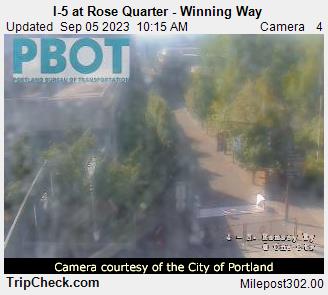 I-5 at Rose Quarter - Winning Way
Updated Sep 05 2023 10:15 AM Camera 4
PBOT
PORTLAND BUREAU OF TRANSPORTATION
Camera courtesy of the City of Portland
TripCheck.com Milepost302.00